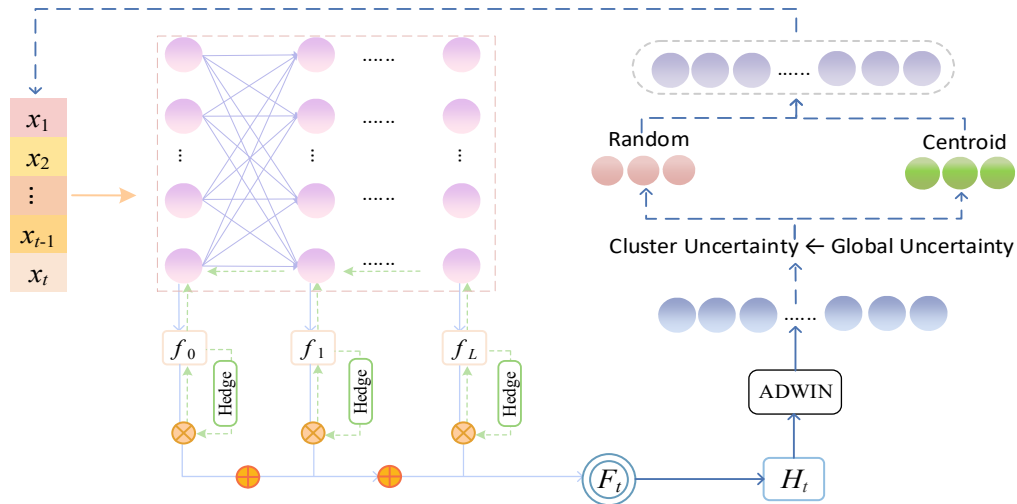 x1
x2
⋮
xt-1
xt
......
......
⋮
⋮
......
......
f0
f1
fL
Hedge
Hedge
Hedge
Ft
Ht
ADWIN
......
Cluster Uncertainty ← Global Uncertainty
Random
Centroid
......